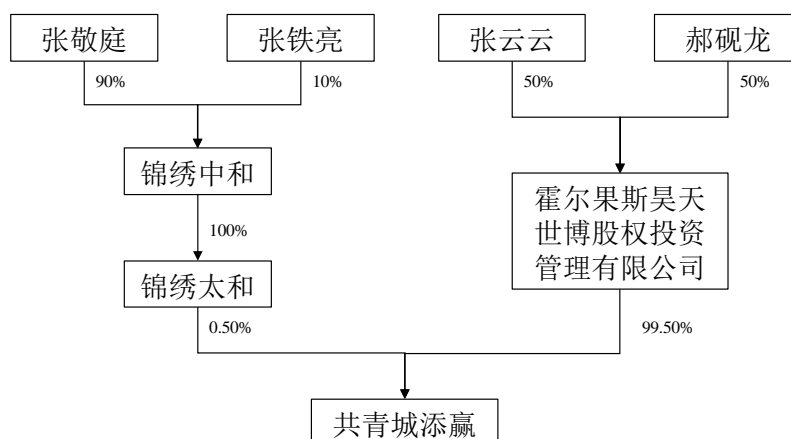 张敬庭
张铁亮
张云云
郝砚龙
90%
10%
50%
50%
锦绣中和
霍尔果斯昊天
世博股权投资
管理有限公司
100%
锦绣太和
0.50%
99.50%
共青城添赢